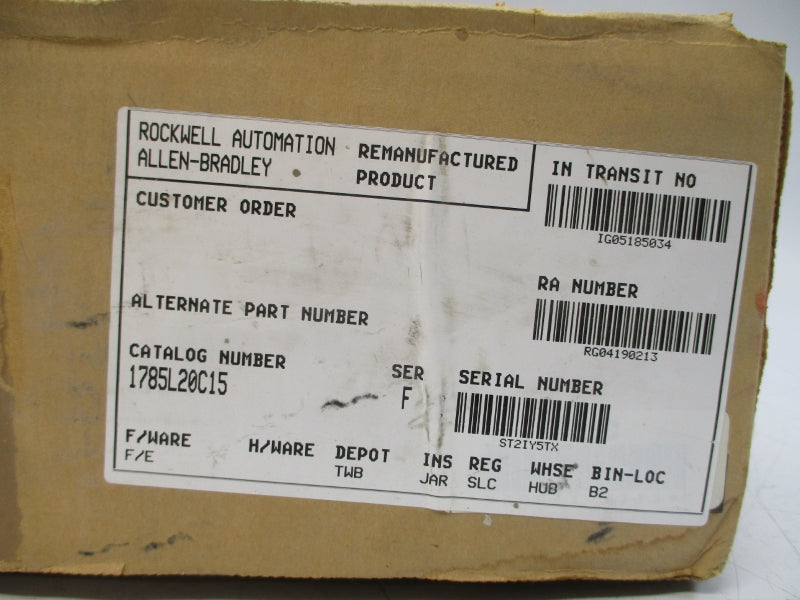 ROCKWELL AUTOMATION
ALLEN-BRADLEY
REMANUFACTURED
PRODUCT
IN TRANSIT NO
IG05185034
CUSTOMER ORDER
RA NUMBER
RG04190213
ALTERNATE PART NUMBER
CATALOG NUMBER
1785L20C15
SER
F
SERIAL NUMBER
ST2IY5TX
F/WARE H/WARE DEPOT INS REG WHSE BIN-LOC
F/E TWB JAR SLC HUB B2